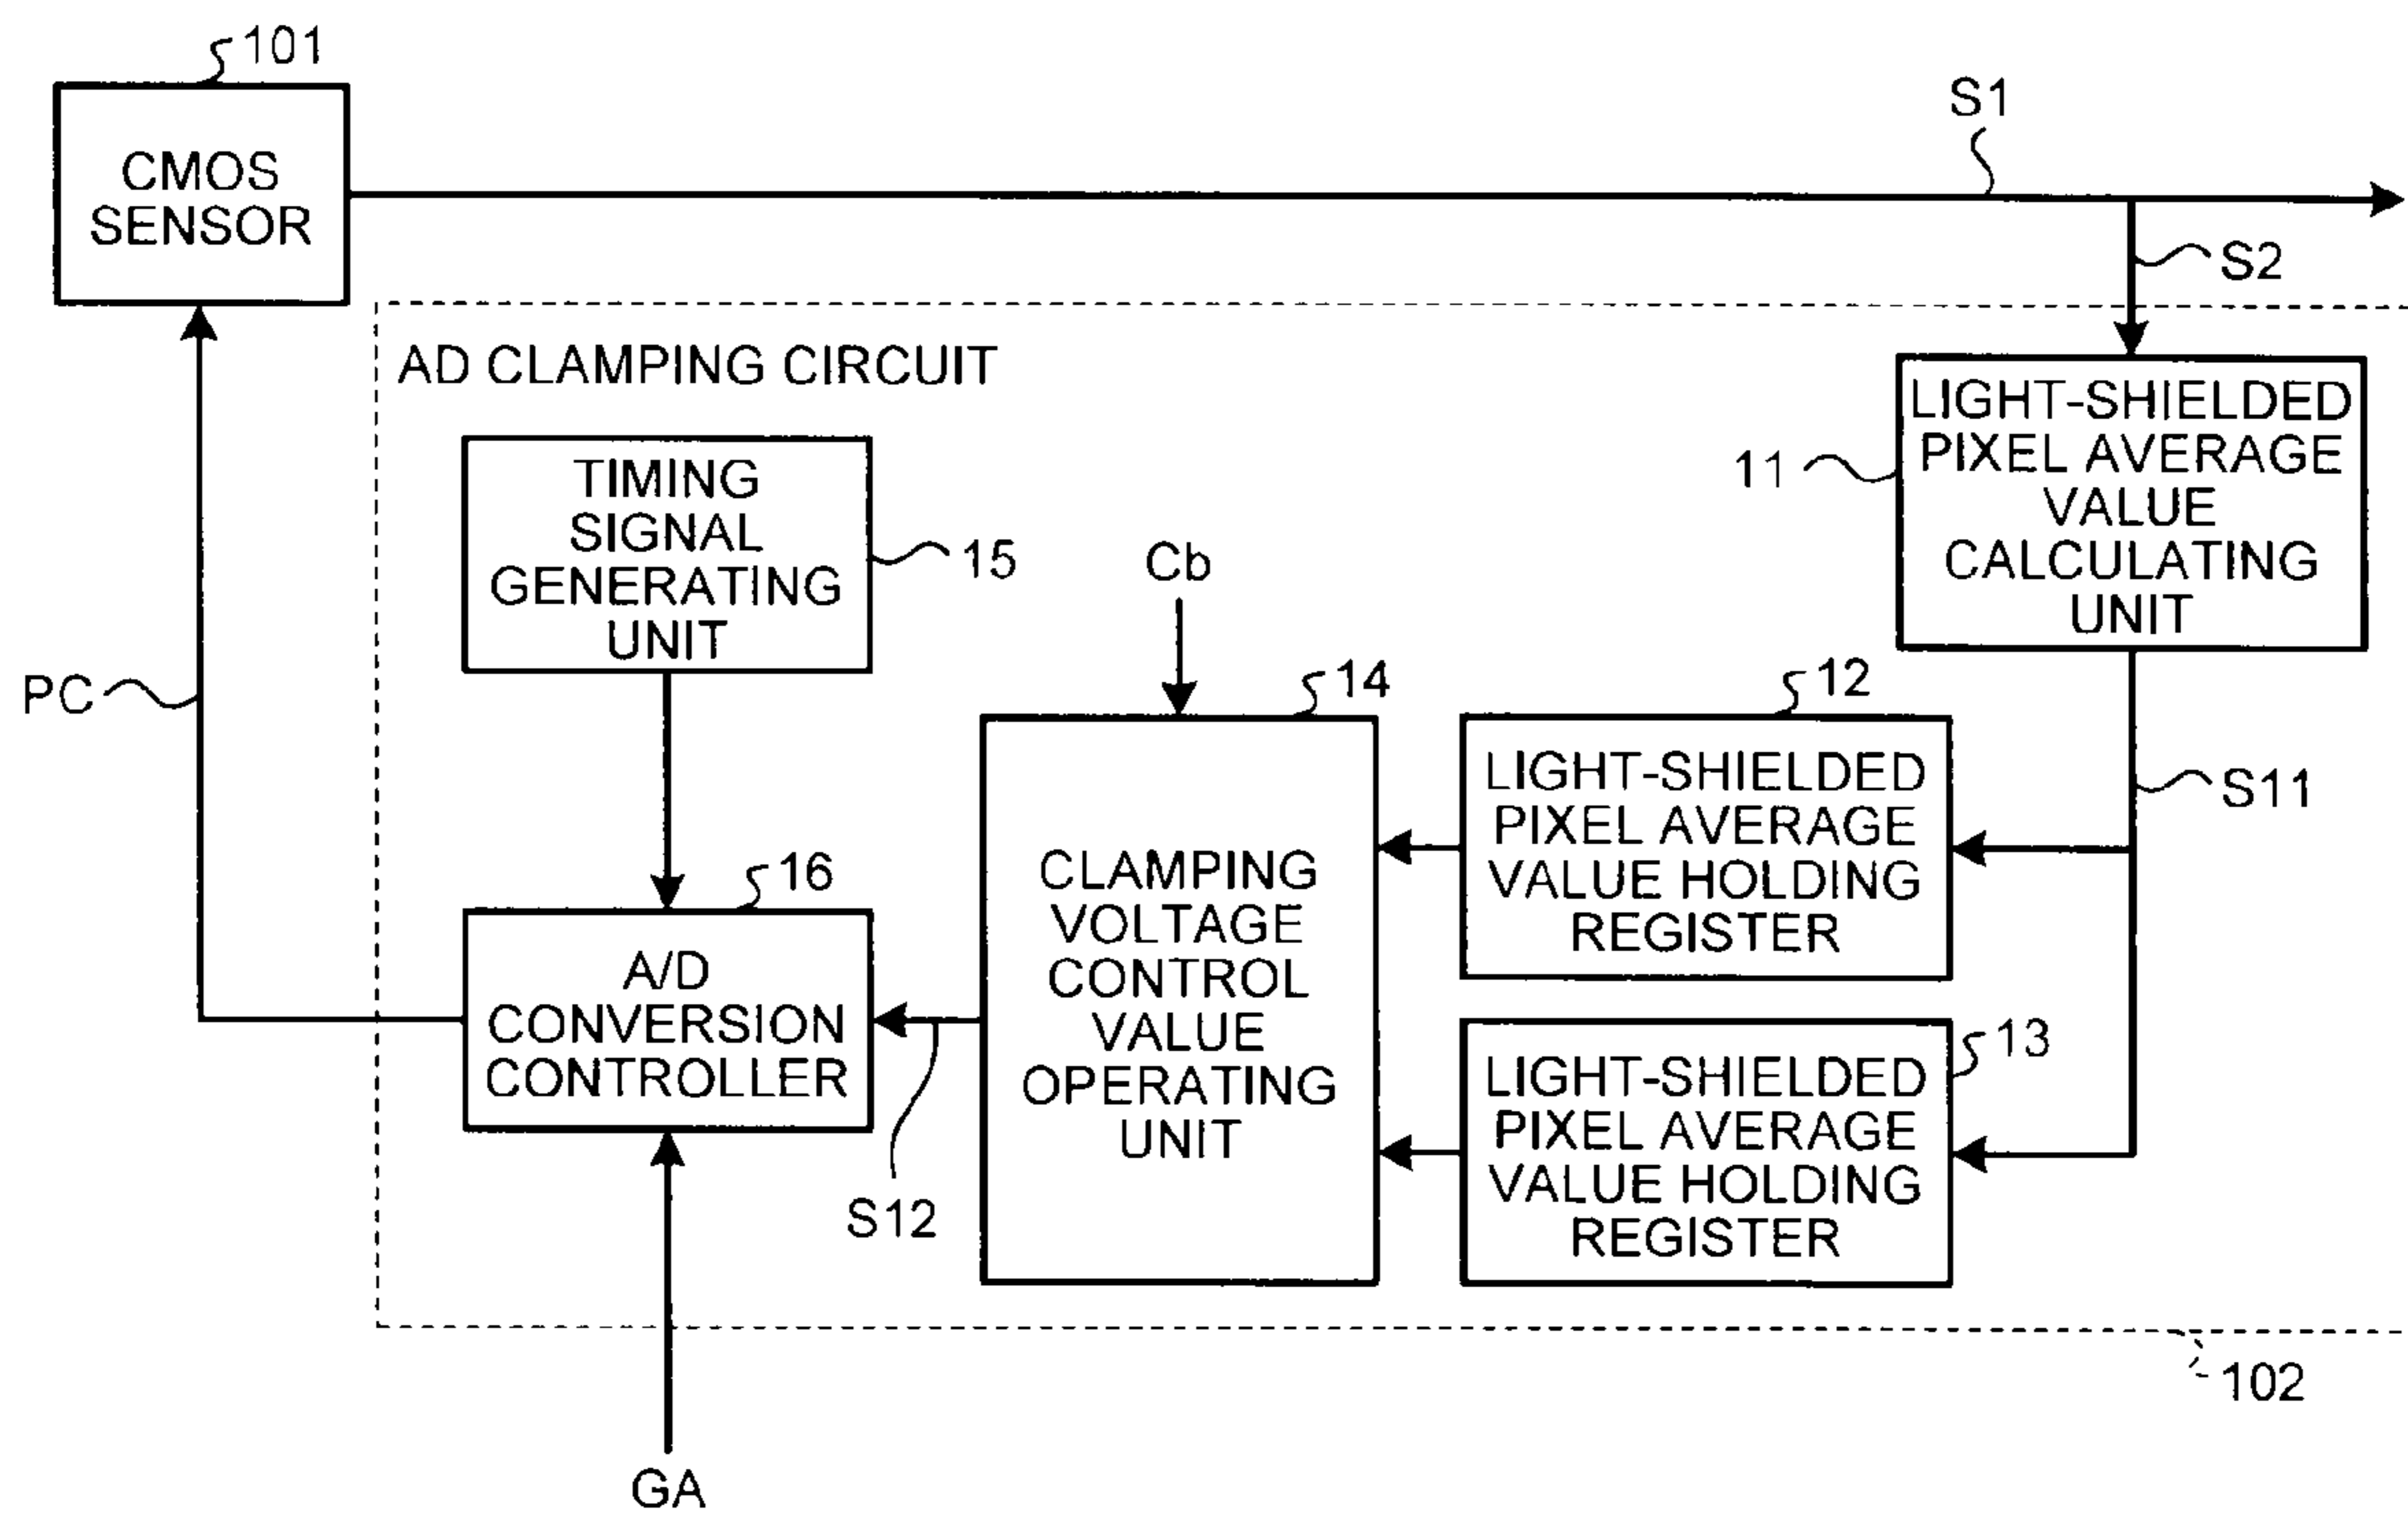 101
CMOS
SENSOR
S1
S2
AD CLAMPING CIRCUIT
TIMING
SIGNAL
GENERATING
UNIT
15
Cb
11
LIGHT-SHIELDED
PIXEL AVERAGE
VALUE
CALCULATING
UNIT
PC
14
CLAMPING
VOLTAGE
CONTROL
VALUE
OPERATING
UNIT
12
LIGHT-SHIELDED
PIXEL AVERAGE
VALUE HOLDING
REGISTER
S11
16
A/D
CONVERSION
CONTROLLER
S12
13
LIGHT-SHIELDED
PIXEL AVERAGE
VALUE HOLDING
REGISTER
102
GA